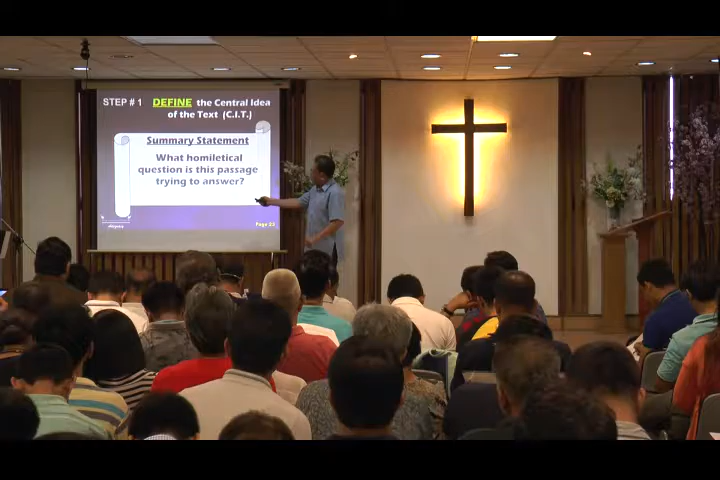 STEP # 1 DEFINE the Central Idea
of the Text (C.I.T.)
Summary Statement
What homiletical
question is this passage
trying to answer?
Page 23